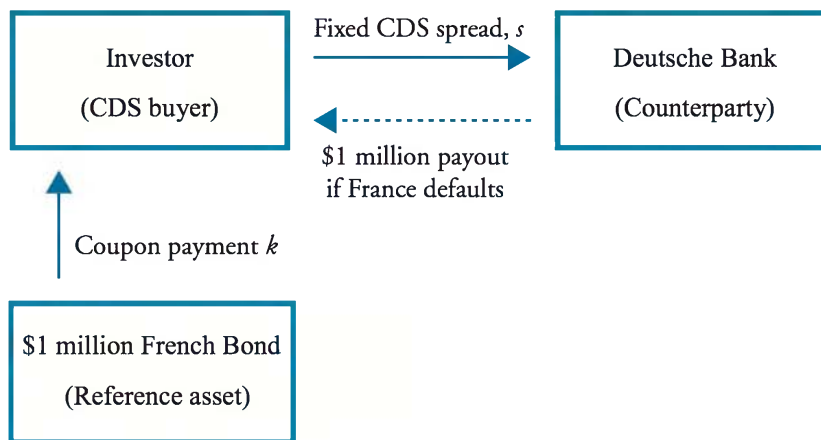 Investor
(CDS buyer)
Fixed CDS spread, s
Deutsche Bank
(Counterparty)
$1 million payout
if France defaults
Coupon payment k
$1 million French Bond
(Reference asset)